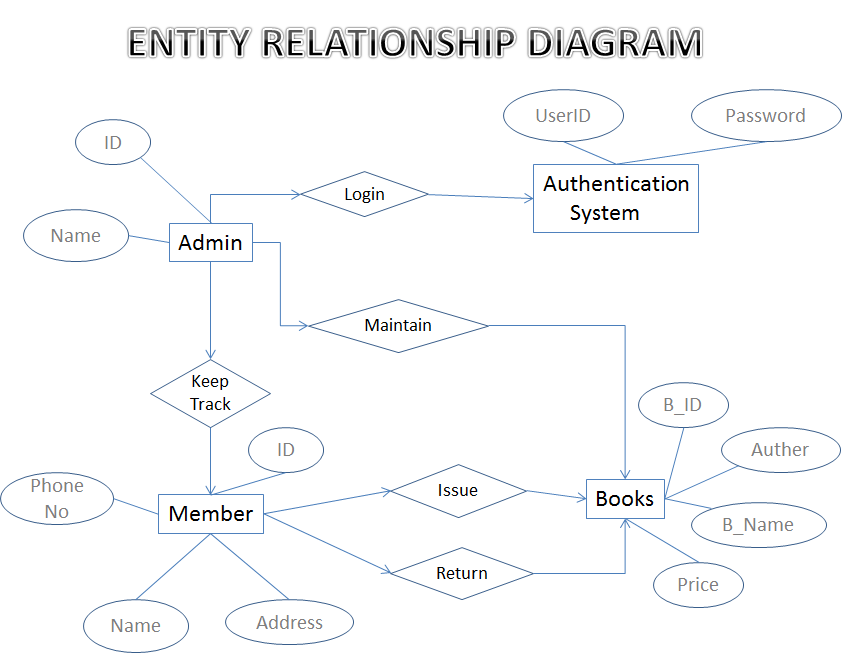 ENTITY RELATIONSHIP DIAGRAM
UserID
Password
ID
Login
Authentication
System
Name
Admin
Maintain
Keep
Track
B_ID
ID
Auther
Phone
No
Issue
Books
Member
B_Name
Return
Price
Name
Address